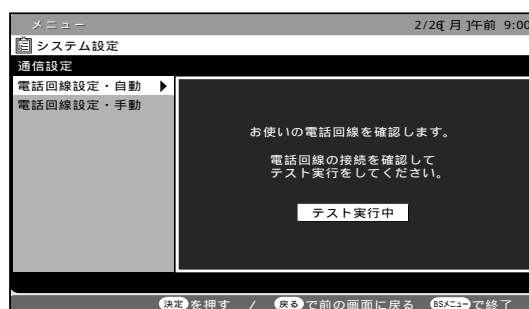 メニュー 2/26[月]午前 9:00
システム設定
通信設定
電話回線設定・自動
電話回線設定・手動
お使いの電話回線を確認します。
電話回線の接続を確認して
テスト実行をしてください。
テスト実行中
決定を押す / 戻るで前の画面に戻る BSメニューで終了